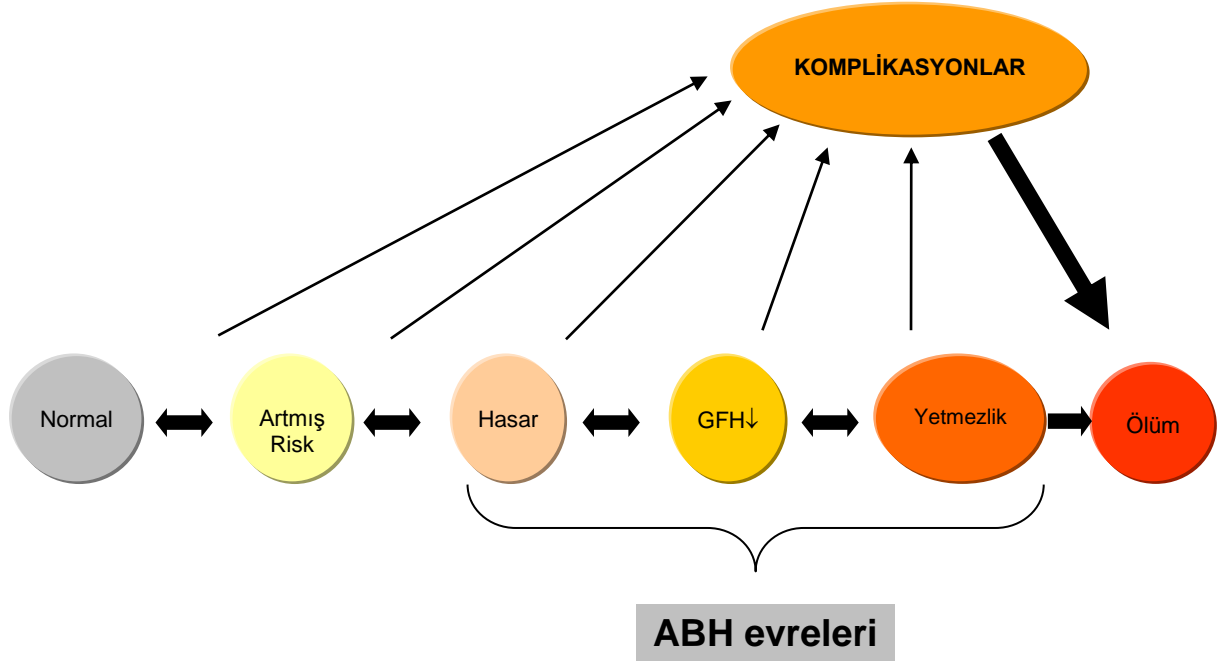 KOMPLİKASYONLAR
Normal
Artmış
Risk
Hasar
GFH↓
Yetmezlik
Ölüm
ABH evreleri